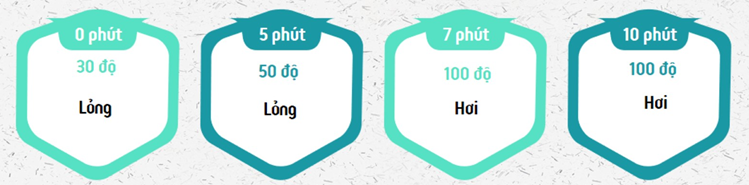 0 phút
30 độ
Lỏng
5 phút
50 độ
Lỏng
7 phút
100 độ
Hơi
10 phút
100 độ
Hơi